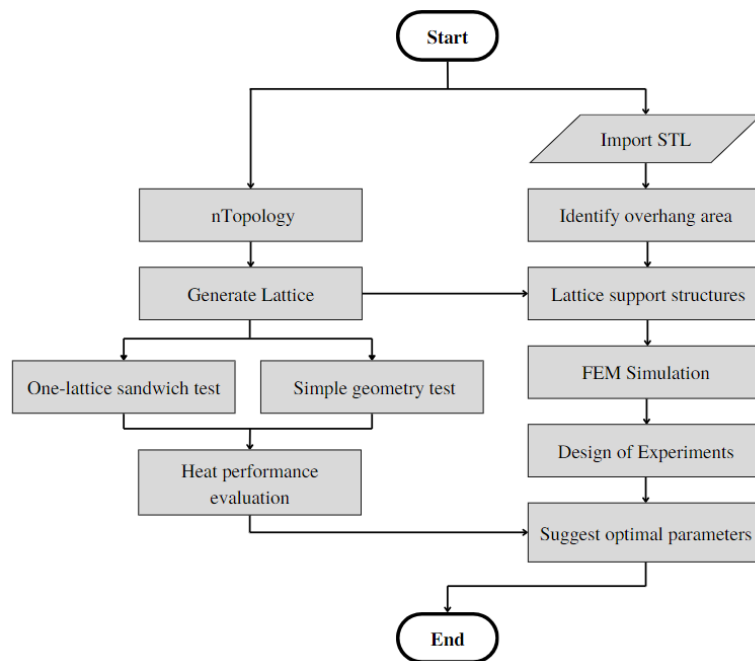 Start
Import STL
nTopology
Identify overhang area
Generate Lattice
Lattice support structures
One-lattice sandwich test
Simple geometry test
FEM Simulation
Heat performance
evaluation
Design of Experiments
Suggest optimal parameters
End